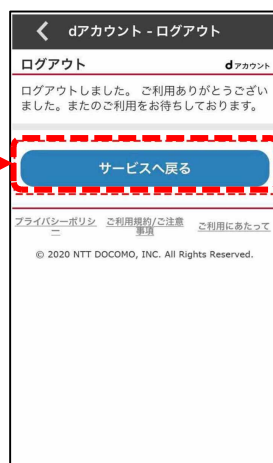 dアカウント - ログアウト
ログアウト
dアカウント
ログアウトしました。 ご利用ありがとうござい
ました。またのご利用をお待ちしております。
サービスへ戻る
プライバシーポリシ
ー
ご利用規約/ご注意
事項
ご利用にあたって
© 2020 NTT DOCOMO, INC. All Rights Reserved.